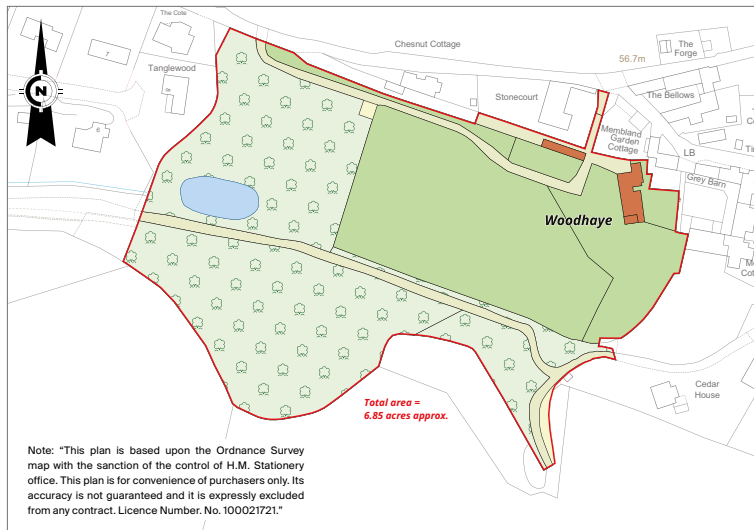 The Cote
7
Tanglewood
6
Chesnut Cottage
56.7m
The
Forge
Stonecourt
The Bellows
Membland
Garden
Cottage
LB
Grey Barn
N
Woodhaye
Cedar
House
Total area =
6.85 acres approx.
Note: “This plan is based upon the Ordnance Survey
map with the sanction of the control of H.M. Stationery
office. This plan is for convenience of purchasers only. Its
accuracy is not guaranteed and it is expressly excluded
from any contract. Licence Number. No. 100021721.”